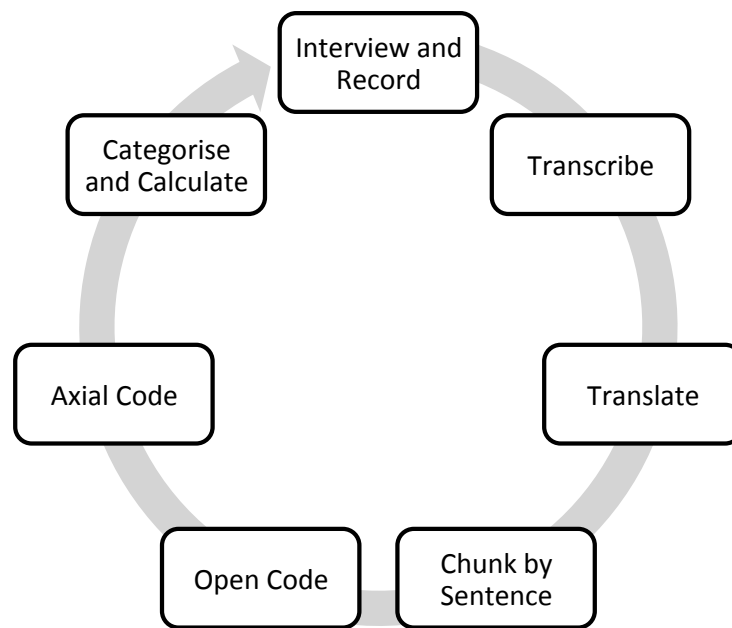 Interview and
Record
Transcribe
Translate
Chunk by
Sentence
Open Code
Axial Code
Categorise
and Calculate